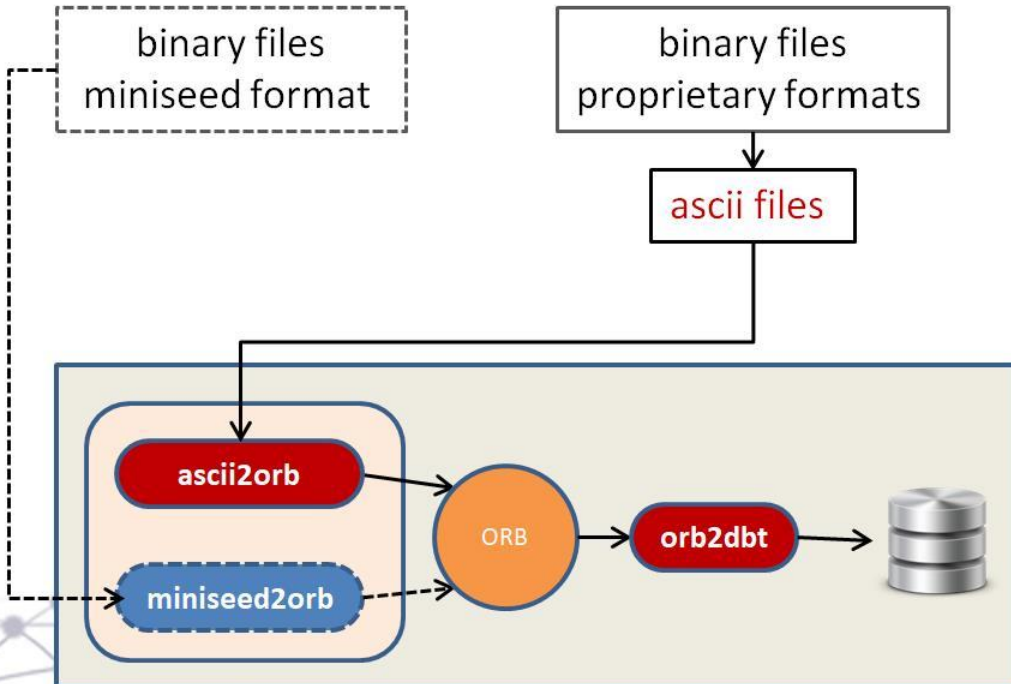 binary files
miniseed format
binary files
proprietary formats
ascii files
ascii2orb
ORB
orb2dbt
miniseed2orb